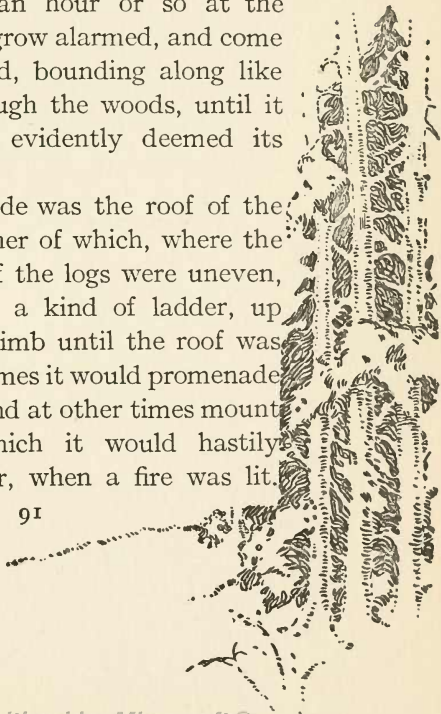 an hour or so at the
grow alarmed, and come
d, bounding along like
ugh the woods, until it
evidently deemed its
de was the roof of the
ner of which, where the
f the logs were uneven,
a kind of ladder, up
imb until the roof was
mes it would promenade
nd at other times mount
hich it would hastily
r, when a fire was lit.
91